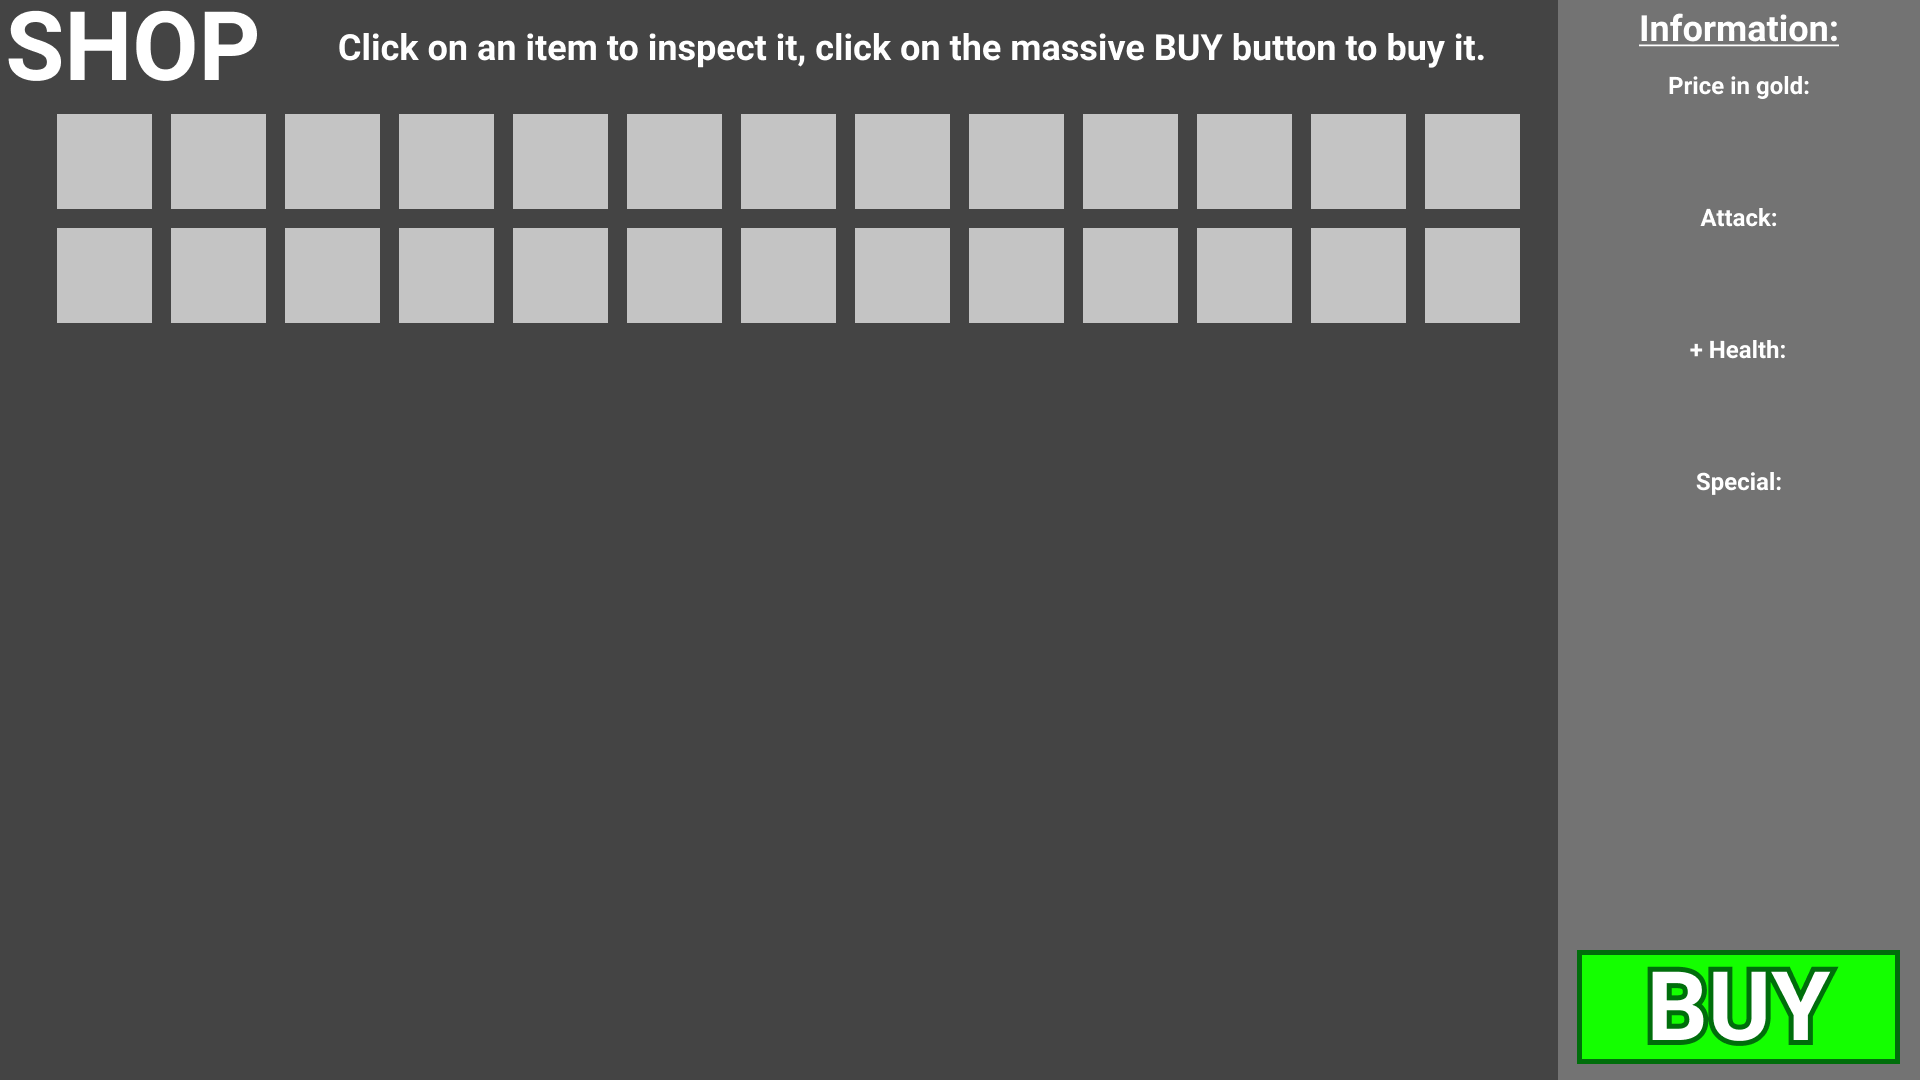 SHOP
Click on an item to inspect it, click on the massive BUY button to buy it.
Information:
Price in gold:
Attack:
+ Health:
Special:
BUY